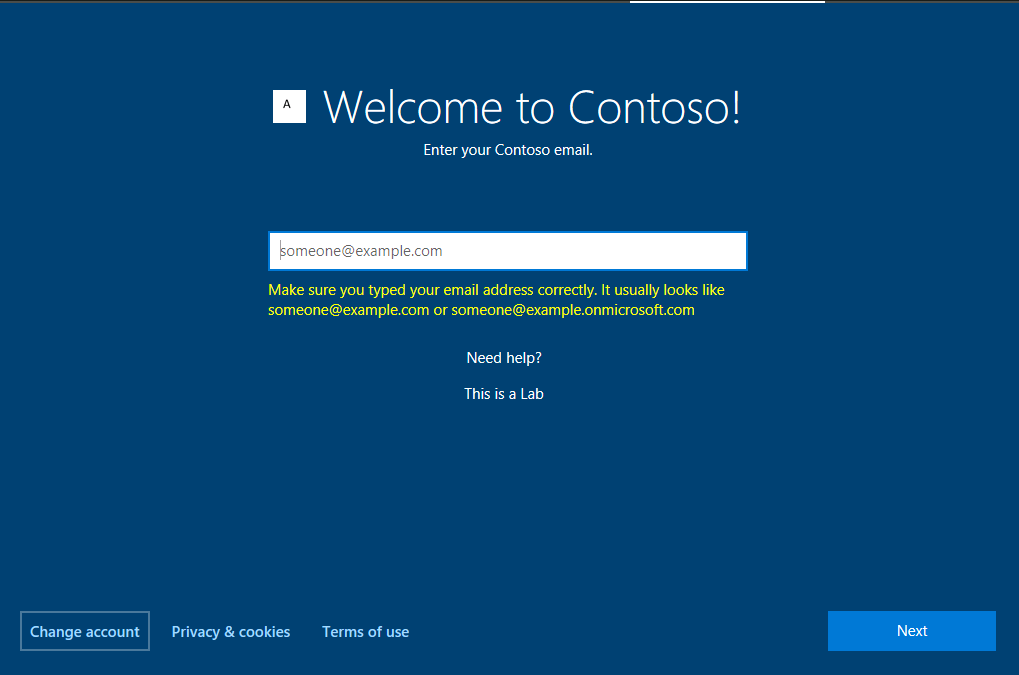 A
Welcome to Contoso!
Enter your Contoso email.
someone@example.com
Make sure you typed your email address correctly. It usually looks like
someone@example.com or someone@example.onmicrosoft.com
Need help?
This is a Lab
Change account
Privacy & cookies
Terms of use
Next